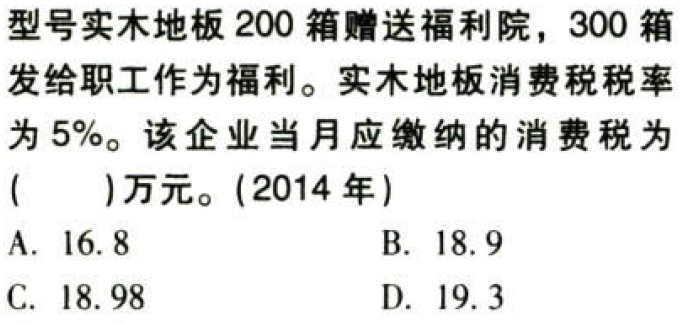 型号实木地板 200 箱赠送福利院，300 箱
发给职工作为福利。实木地板消费税税率
为 5%。该企业当月应缴纳的消费税为
(　　)万元。(2014 年)
A. 16. 8　　B. 18. 9
C. 18. 98　　D. 19. 3